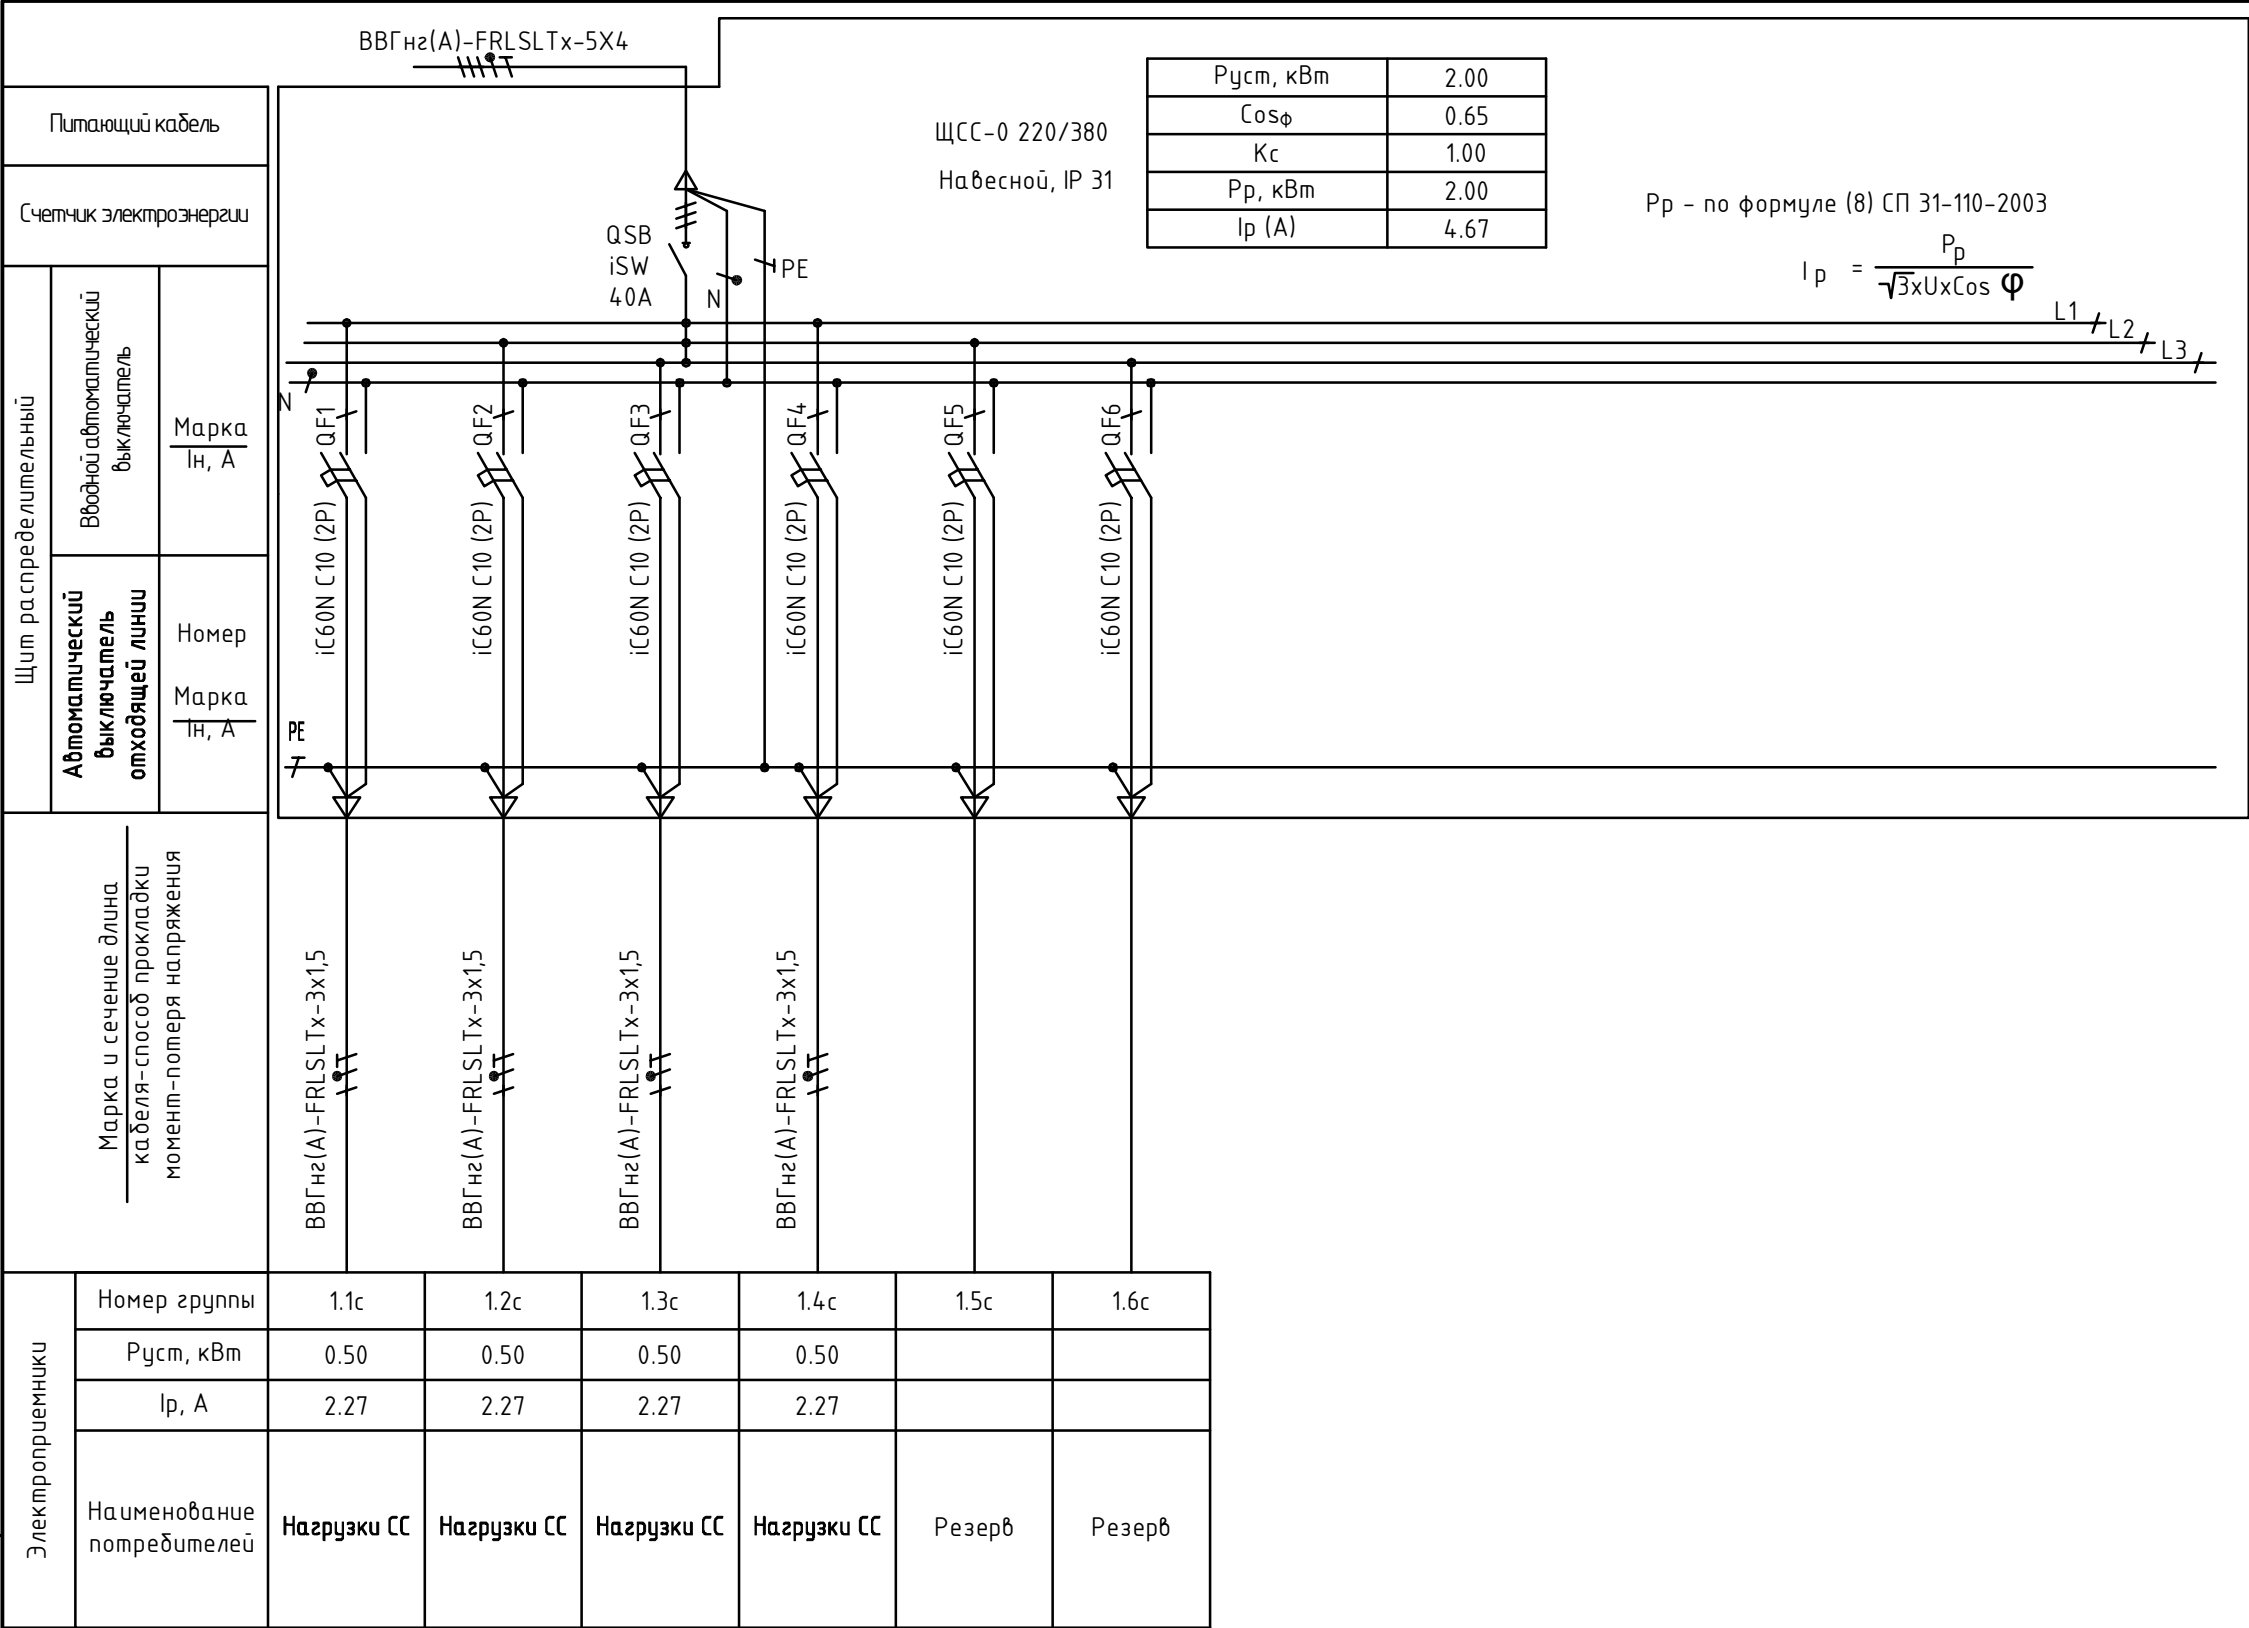 ВВГнг(А)-FRLSLTx-5X4
Питающий кабель
Счетчик электроэнергии
Щит распределительный
Вводной автоматический
выключатель
Марка
Iн, А
Автоматический
выключатель
отходящей линии
Номер
Марка
Iн, А
Марка и сечение длина
кабеля-способ прокладки
момент-потеря напряжения
ЩСС-0 220/380
Навесной, IP 31
Руст, кВт 2.00
Cosφ 0.65
Кс 1.00
Рр, кВт 2.00
Iр (А) 4.67
Рр - по формуле (8) СП 31-110-2003
I р = Рр / √3хUxCos φ
QSB
iSW
40A
N
PE
L1
L2
L3
N
QF1
QF2
QF3
QF4
QF5
QF6
iC60N C10 (2P)
iC60N C10 (2P)
iC60N C10 (2P)
iC60N C10 (2P)
iC60N C10 (2P)
iC60N C10 (2P)
PE
ВВГнг(А)-FRLSLTx-3x1,5
ВВГнг(А)-FRLSLTx-3x1,5
ВВГнг(А)-FRLSLTx-3x1,5
ВВГнг(А)-FRLSLTx-3x1,5
Электроприемники
Номер группы 1.1с 1.2с 1.3с 1.4с 1.5с 1.6с
Руст, кВт 0.50 0.50 0.50 0.50
Iр, А 2.27 2.27 2.27 2.27
Наименование
потребителей
Нагрузки СС Нагрузки СС Нагрузки СС Нагрузки СС Резерв Резерв